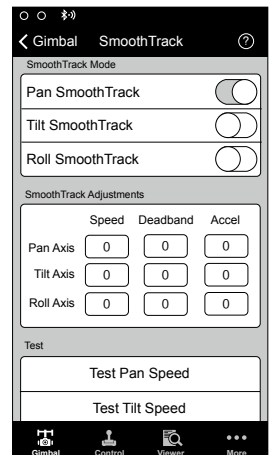 Gimbal SmoothTrack ?
SmoothTrack Mode
Pan SmoothTrack
Tilt SmoothTrack
Roll SmoothTrack
SmoothTrack Adjustments
Speed Deadband Accel
Pan Axis 0 0 0
Tilt Axis 0 0 0
Roll Axis 0 0 0
Test
Test Pan Speed
Test Tilt Speed
Gimbal Control Viewer More